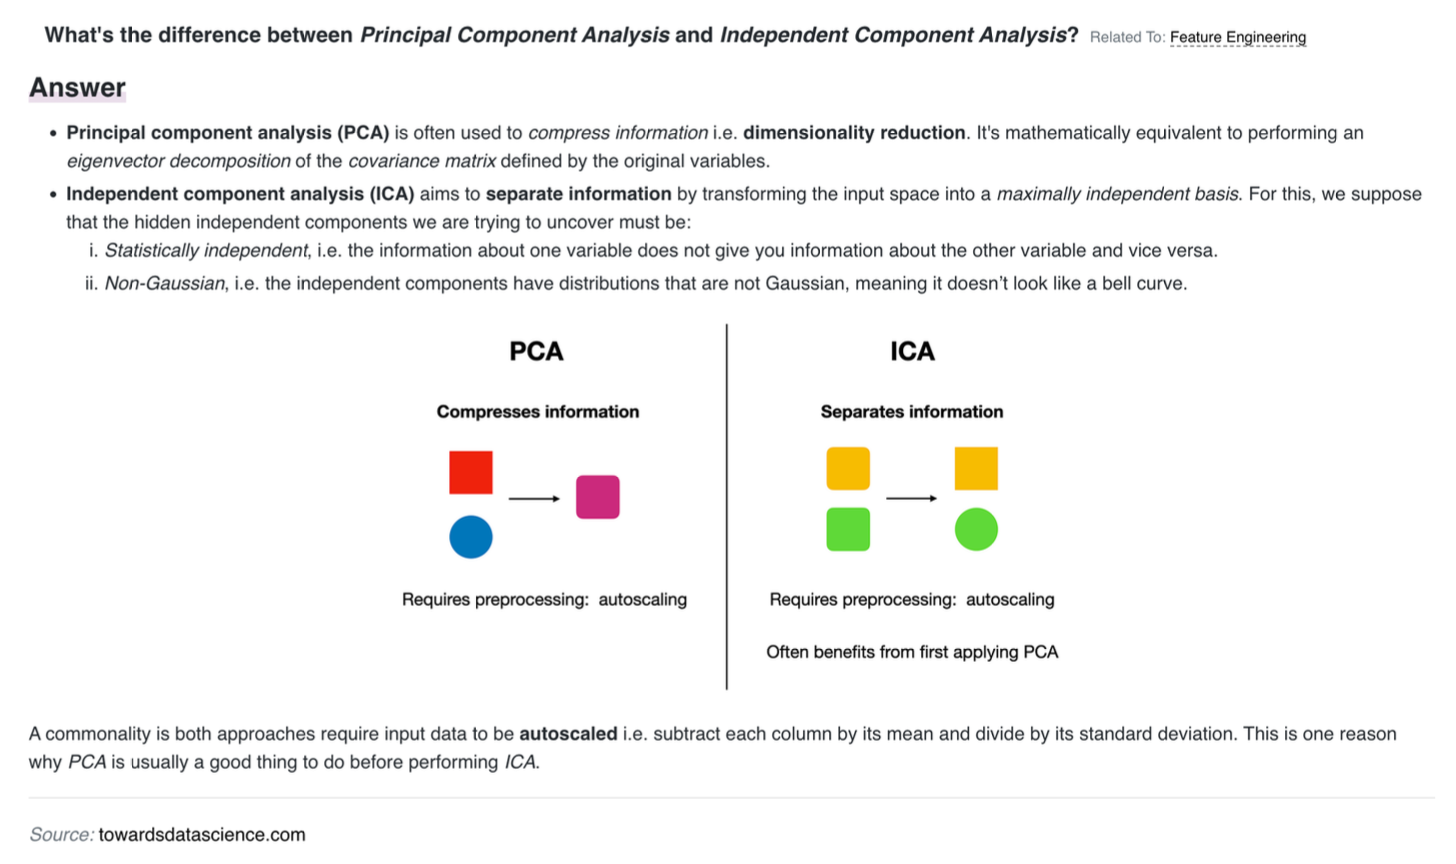 What's the difference between Principal Component Analysis and Independent Component Analysis? Related To: Feature Engineering
Answer
• Principal component analysis (PCA) is often used to compress information i.e. dimensionality reduction. It's mathematically equivalent to performing an
eigenvector decomposition of the covariance matrix defined by the original variables.
• Independent component analysis (ICA) aims to separate information by transforming the input space into a maximally independent basis. For this, we suppose
that the hidden independent components we are trying to uncover must be:
i. Statistically independent, i.e. the information about one variable does not give you information about the other variable and vice versa.
ii. Non-Gaussian, i.e. the independent components have distributions that are not Gaussian, meaning it doesn’t look like a bell curve.
PCA
Compresses information
Requires preprocessing: autoscaling
ICA
Separates information
Requires preprocessing: autoscaling
Often benefits from first applying PCA
A commonality is both approaches require input data to be autoscaled i.e. subtract each column by its mean and divide by its standard deviation. This is one reason
why PCA is usually a good thing to do before performing ICA.
Source: towardsdatascience.com